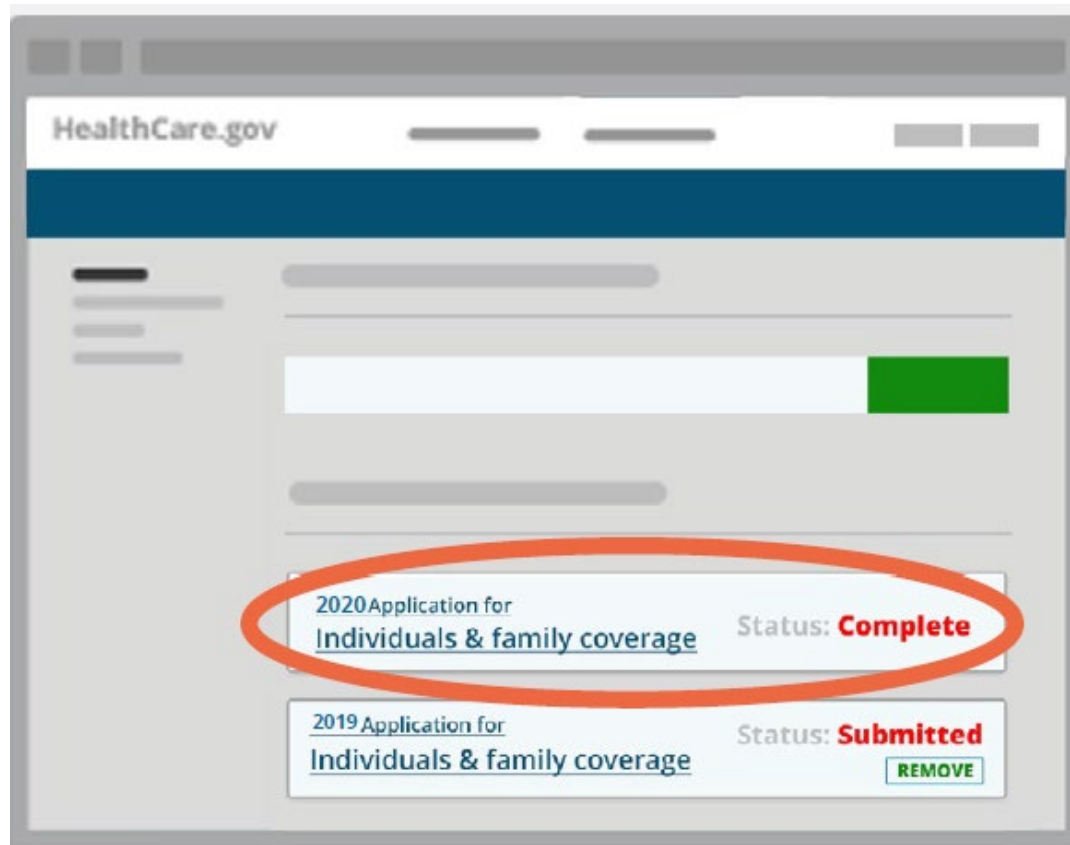 HealthCare.gov
2020 Application for
Individuals & family coverage
Status: Complete
2019 Application for
Individuals & family coverage
Status: Submitted
REMOVE